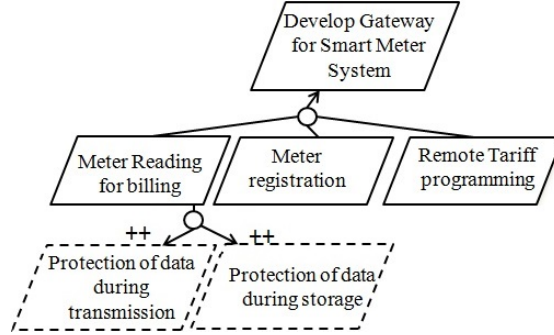 Develop Gateway
for Smart Meter
System
Meter Reading
for billing
Meter
registration
Remote Tariff
programming
++
++
Protection of data
during
transmission
Protection of data
during storage